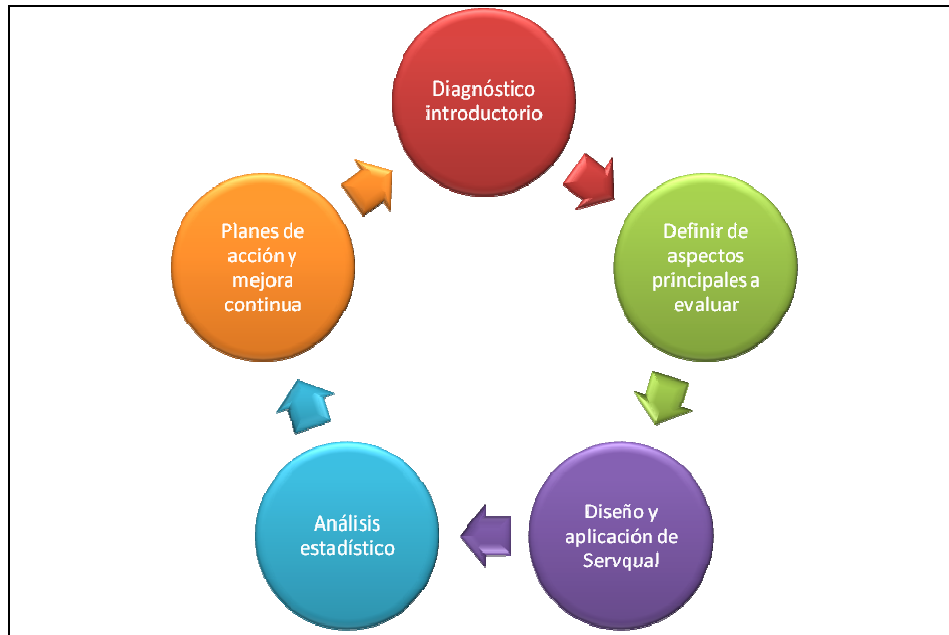 Diagnóstico
introductorio
Definir de
aspectos
principales a
evaluar
Diseño y
aplicación de
Servqual
Análisis
estadístico
Planes de
acción y
mejora
continua